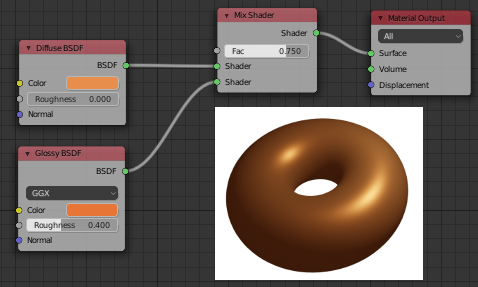 Mix Shader
Shader
Fac 0.750
Shader
Shader
Material Output
All
Surface
Volume
Displacement
Diffuse BSDF
BSDF
Color
Roughness 0.000
Normal
Glossy BSDF
BSDF
GGX
Color
Roughness 0.400
Normal